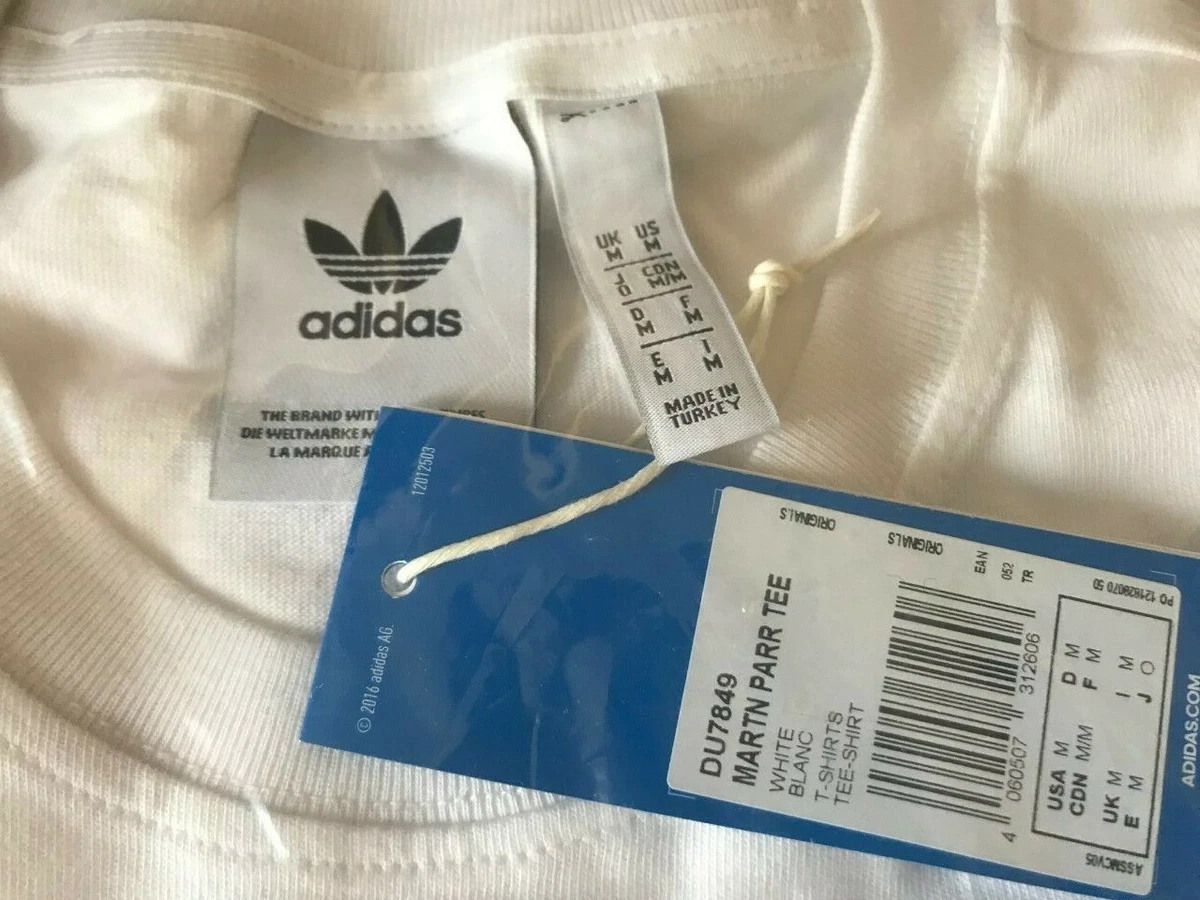 adidas
THE BRAND WITH
DIE WELTMARKE M
LA MARQUE A
UK US
M M
JO CDN
M/M
D F
M M
E I
M M
MADE IN
TURKEY
12012503
© 2016 adidas AG.
ORIGINALS
ORIGINALS
DU7849
MARTN PARR TEE
WHITE
BLANC
T-SHIRTS
TEE-SHIRT
EAN
052
TR
4 060507 312606
PO 121628070 50
USA M D M
CDN M/M F M
UK M I M
E M J O
ASSMCV05
ADIDAS.COM